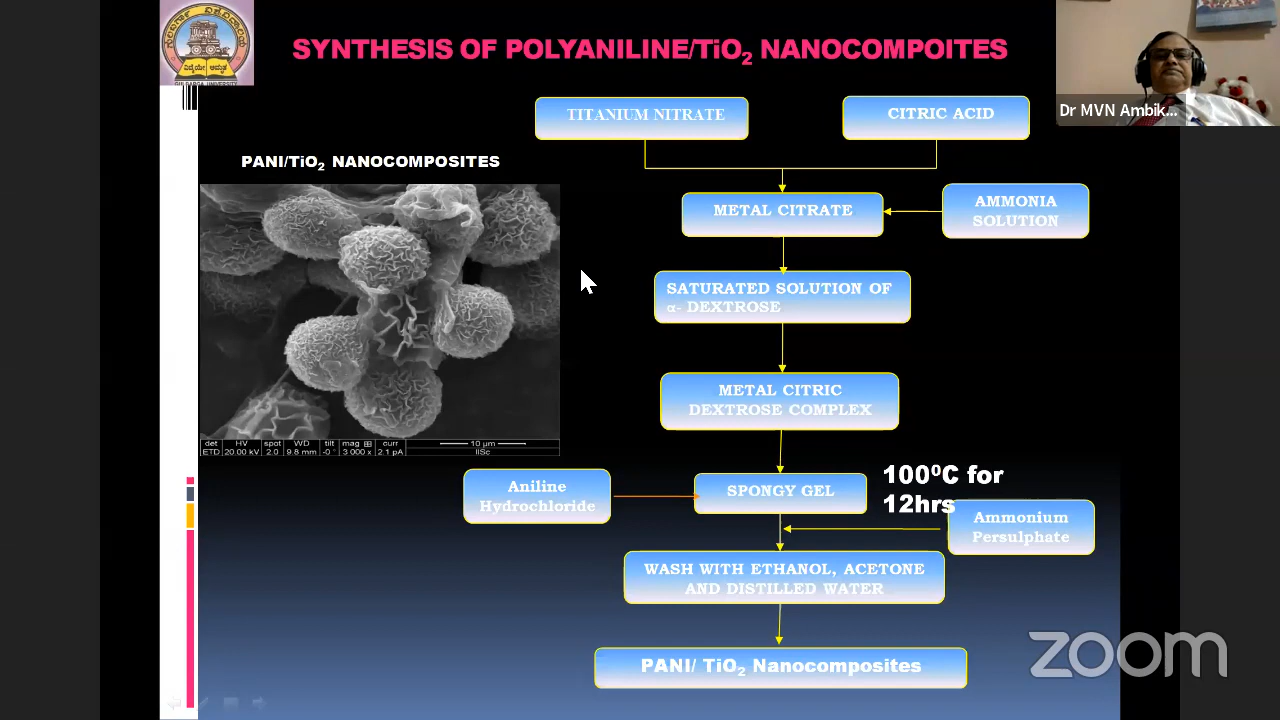 SYNTHESIS OF POLYANILINE/TiO₂ NANOCOMPOITES
Dr MVN Ambik...
TITANIUM NITRATE
CITRIC ACID
PANI/TiO₂ NANOCOMPOSITES
METAL CITRATE
AMMONIA
SOLUTION
SATURATED SOLUTION OF
α- DEXTROSE
METAL CITRIC
DEXTROSE COMPLEX
det HV spot WD tilt mag ⊞ curr
ETD 20.00 kV 2.0 9.8 mm -0° 3 000 x 2.1 pA
10 µm
IISc
Aniline
Hydrochloride
SPONGY GEL
100⁰C for
12hrs
Ammonium
Persulphate
WASH WITH ETHANOL, ACETONE
AND DISTILLED WATER
PANI/ TiO₂ Nanocomposites
zoom